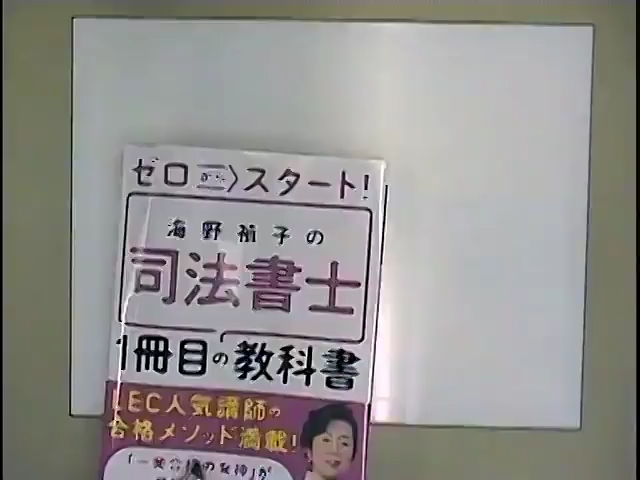 ゼロから スタート!
海野禎子の
司法書士
1冊目の教科書
LEC人気講師の
合格メソッド満載!